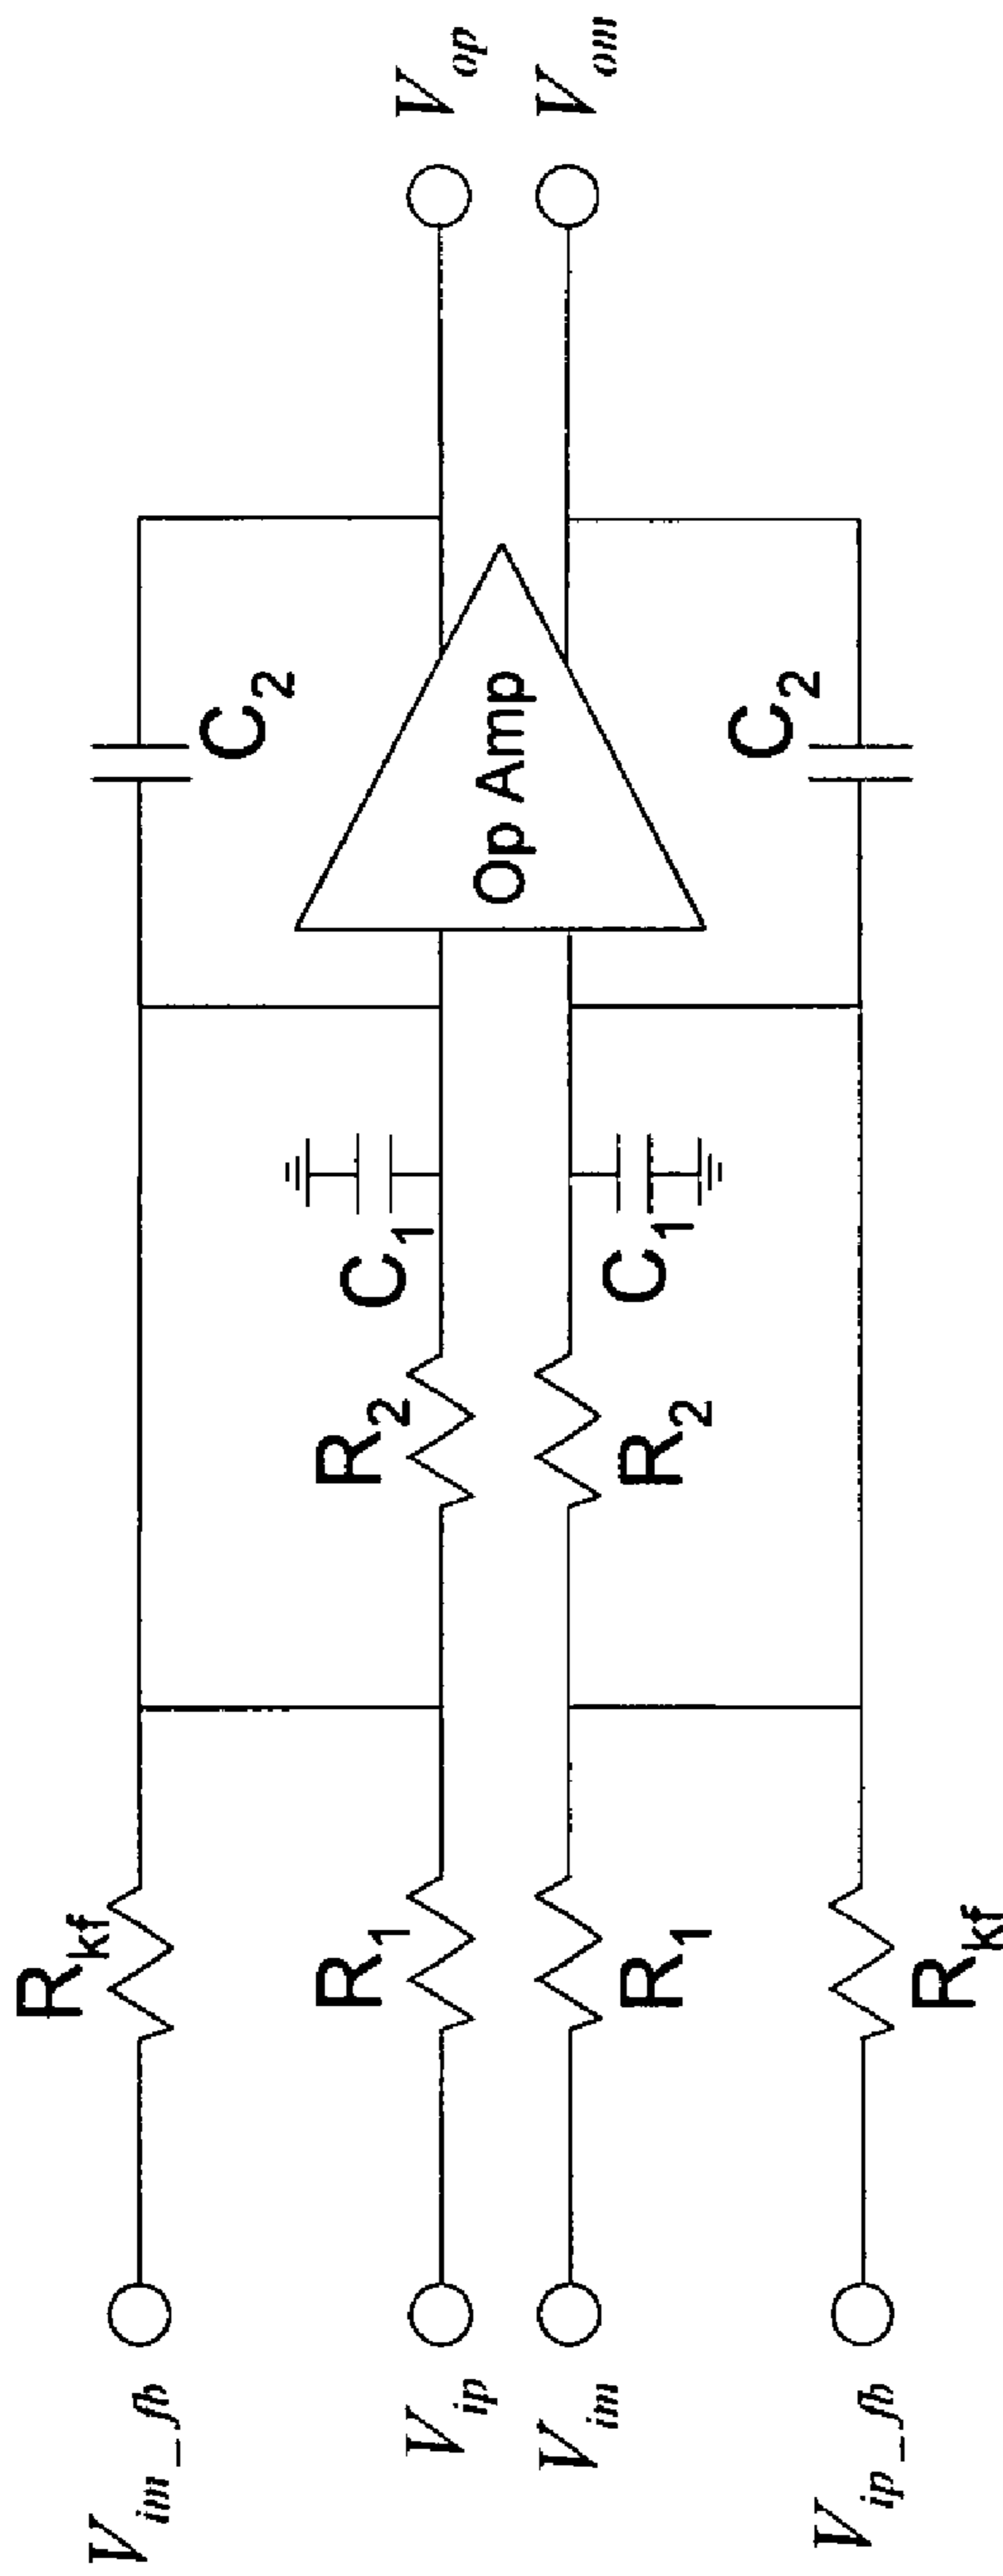 V_im_fb
R_kf
C_2
V_ip
R_1
R_2
C_1
Op Amp
V_op
V_im
R_1
R_2
C_1
V_om
V_ip_fb
R_kf
C_2